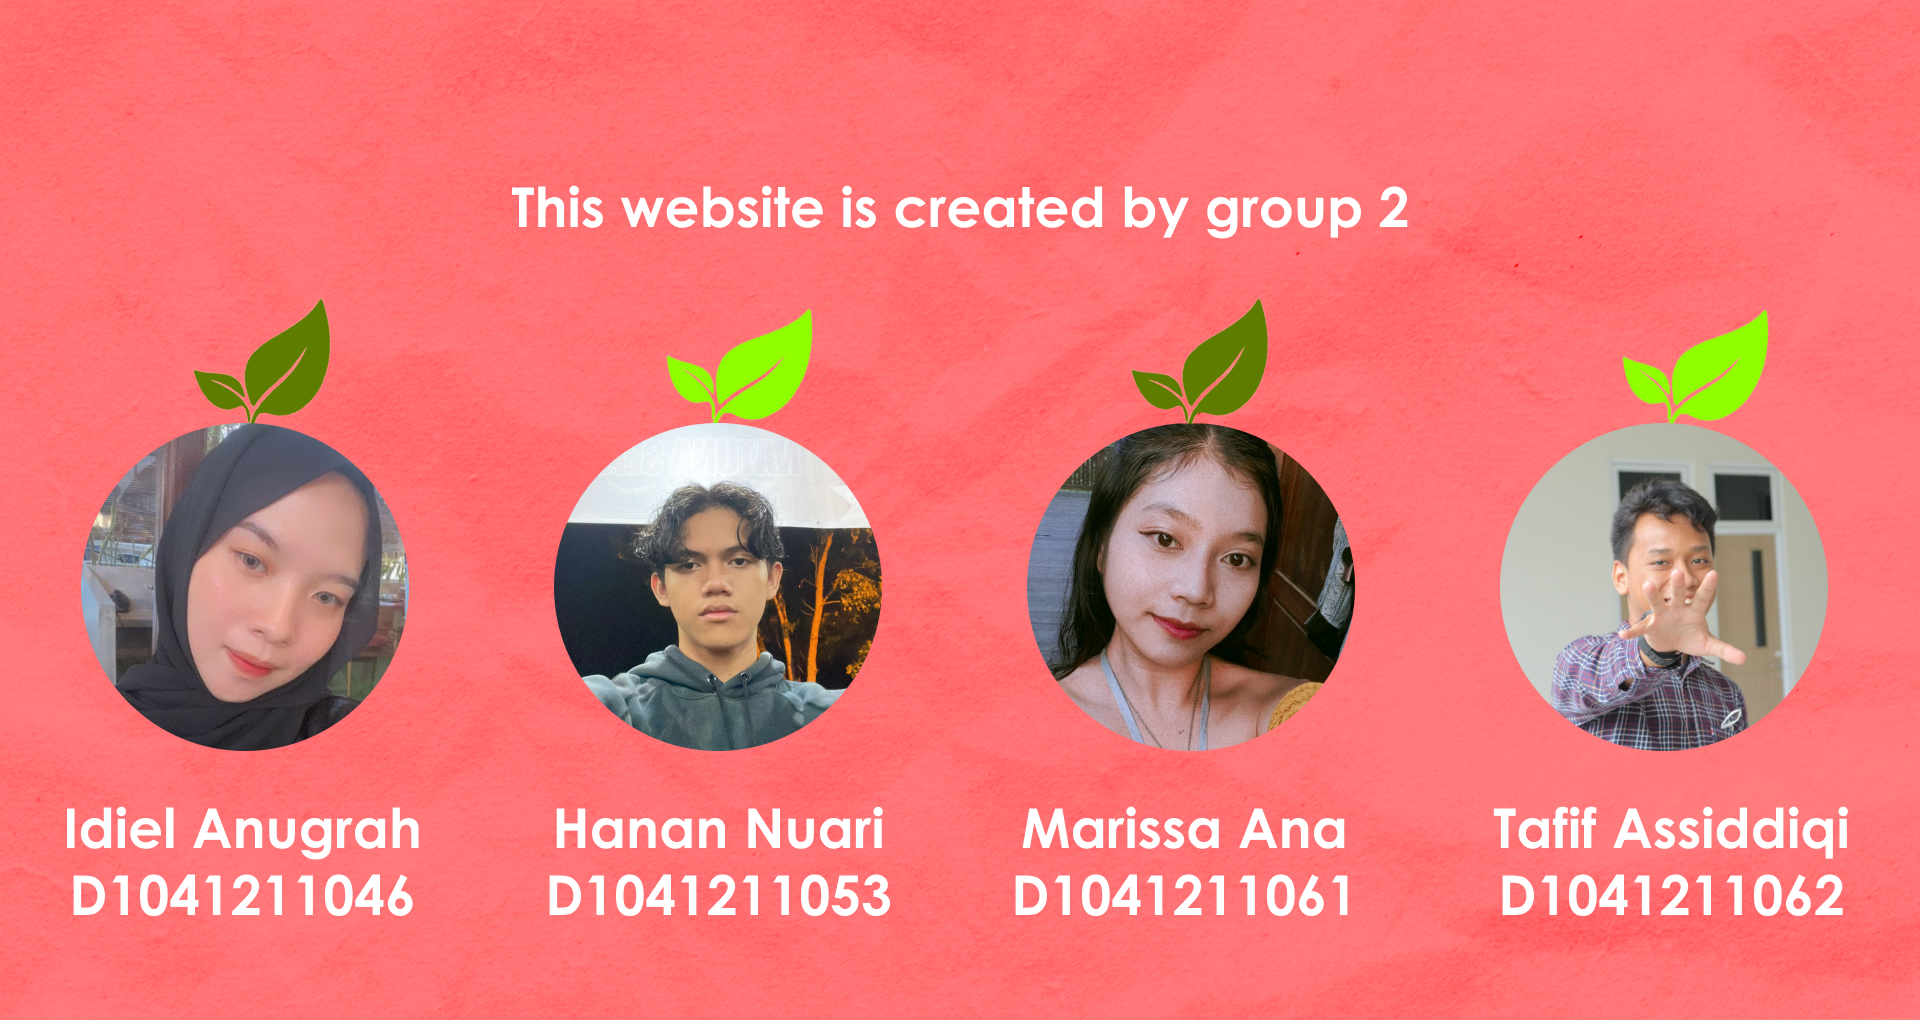 This website is created by group 2
Idiel Anugrah
D1041211046
Hanan Nuari
D1041211053
Marissa Ana
D1041211061
Tafif Assiddiqi
D1041211062